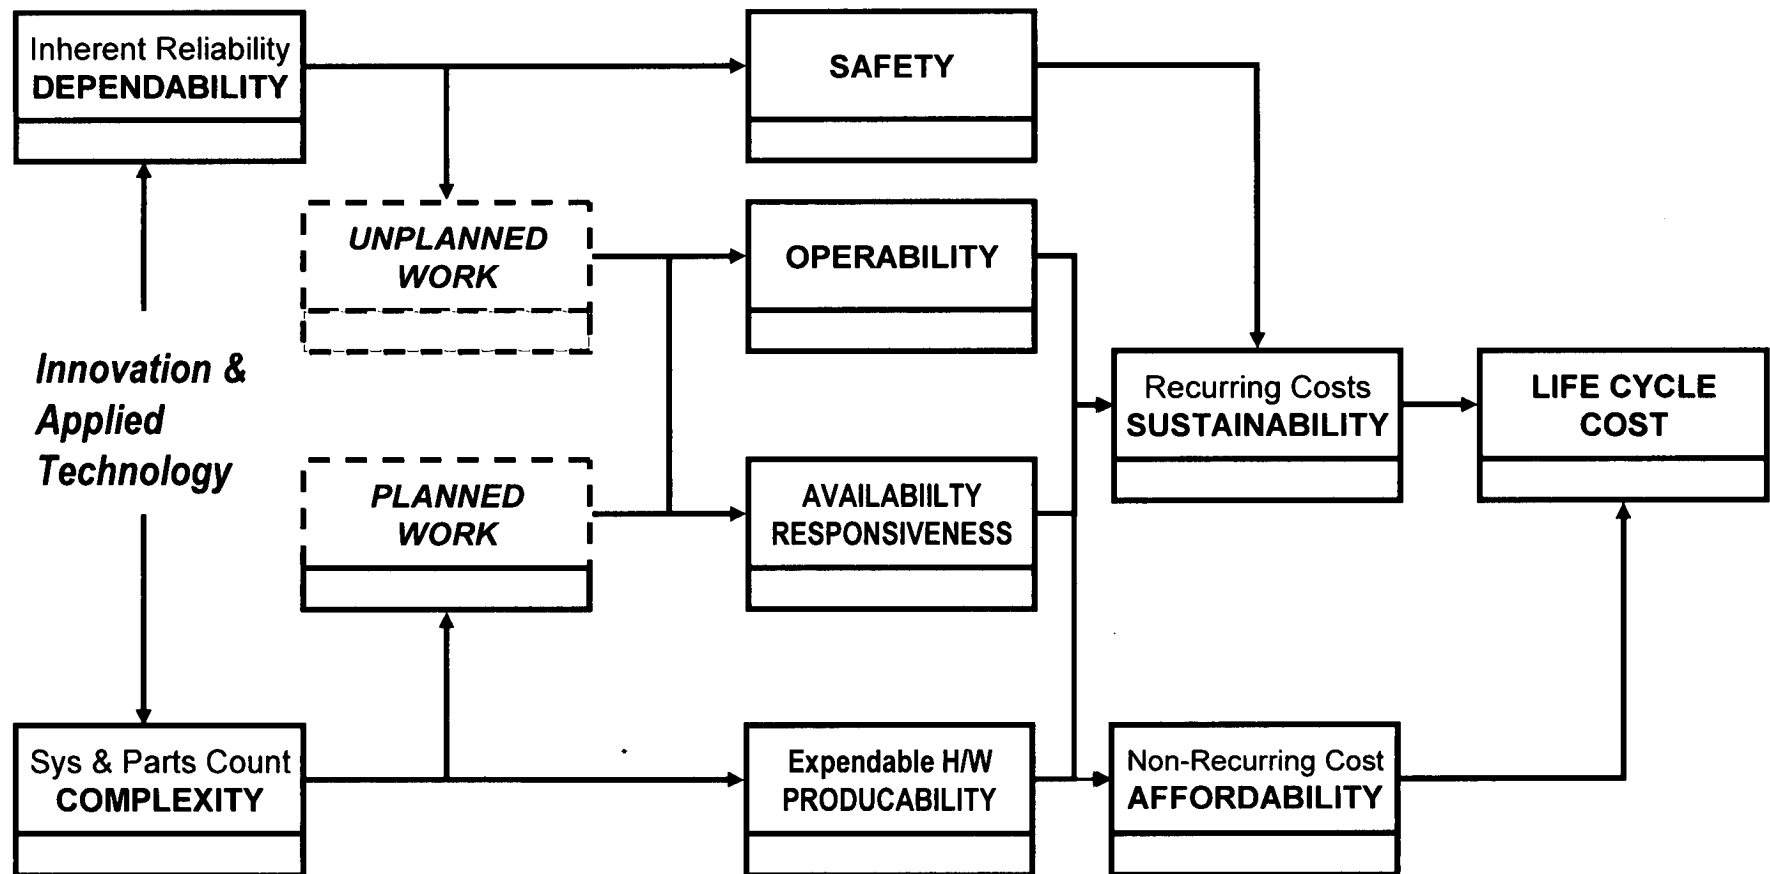 Inherent Reliability
DEPENDABILITY
SAFETY
UNPLANNED
WORK
OPERABILITY
Innovation &
Applied
Technology
Recurring Costs
SUSTAINABILITY
LIFE CYCLE
COST
PLANNED
WORK
AVAILABIILTY
RESPONSIVENESS
Sys & Parts Count
COMPLEXITY
Expendable H/W
PRODUCABILITY
Non-Recurring Cost
AFFORDABILITY